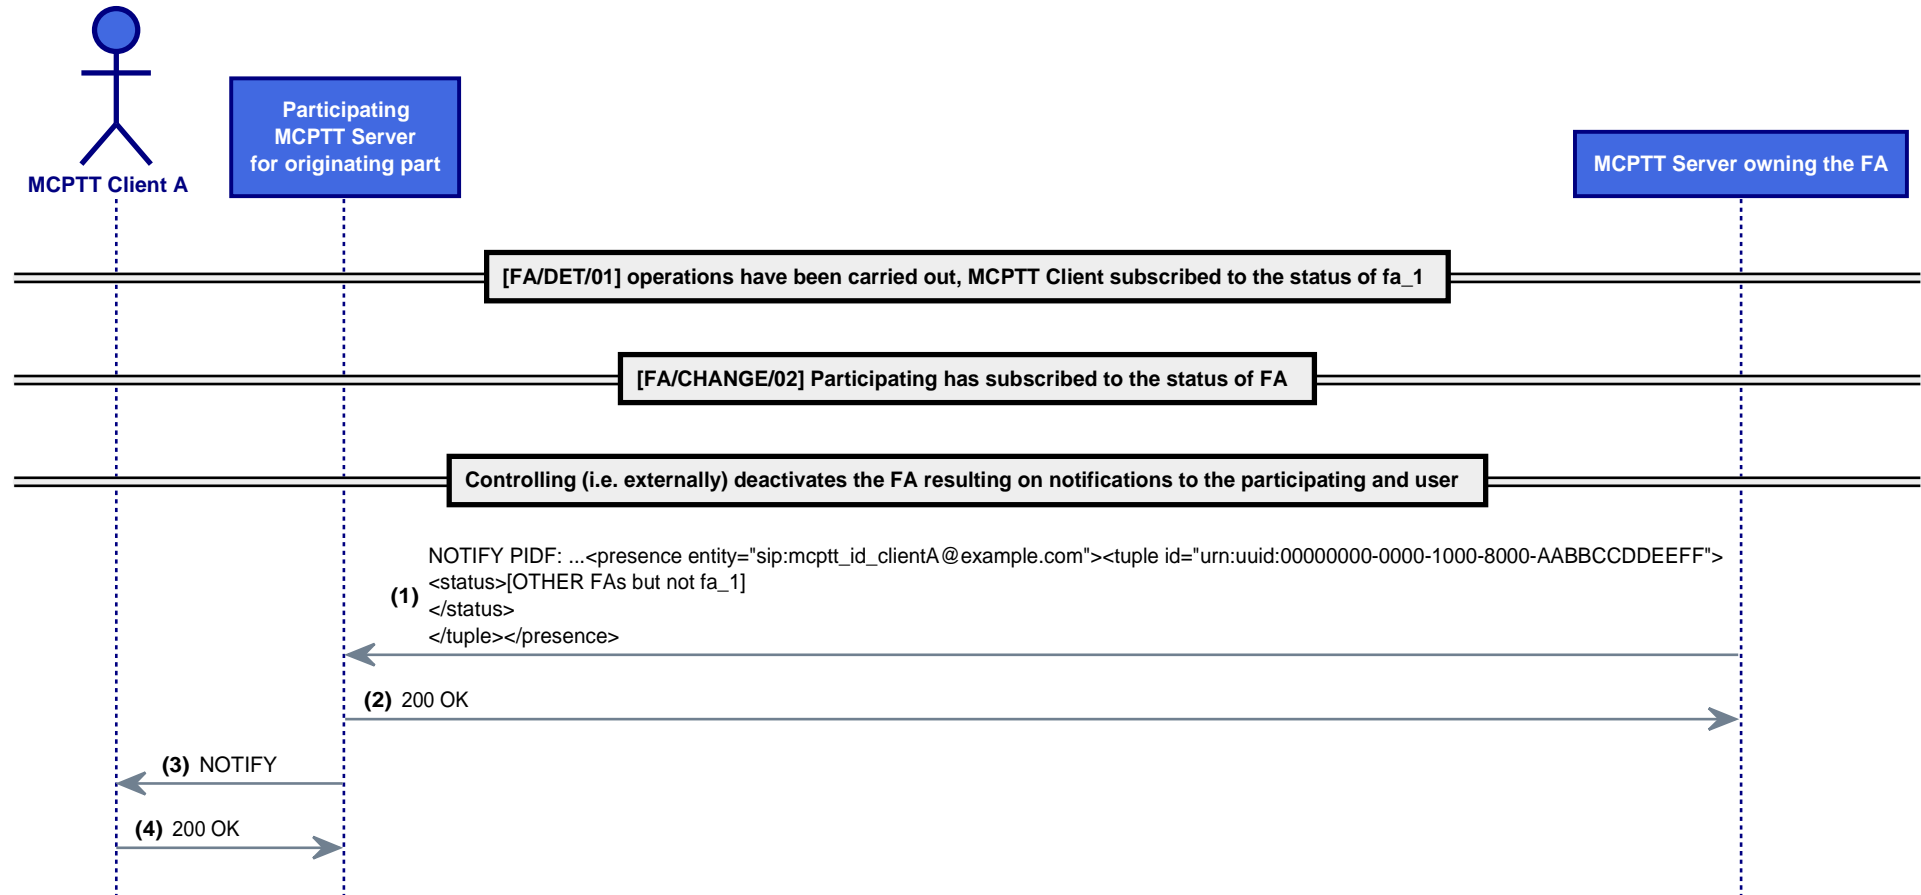 Participating
MCPTT Server
for originating part
MCPTT Server owning the FA
MCPTT Client A
[FA/DET/01] operations have been carried out, MCPTT Client subscribed to the status of fa_1
[FA/CHANGE/02] Participating has subscribed to the status of FA
Controlling (i.e. externally) deactivates the FA resulting on notifications to the participating and user
NOTIFY PIDF: ...<presence entity="sip:mcptt_id_clientA@example.com"><tuple id="urn:uuid:00000000-0000-1000-8000-AABBCCDDEEFF">
<status>[OTHER FAs but not fa_1]
(1)
</status>
</tuple></presence>
(2) 200 OK
(3) NOTIFY
(4) 200 OK